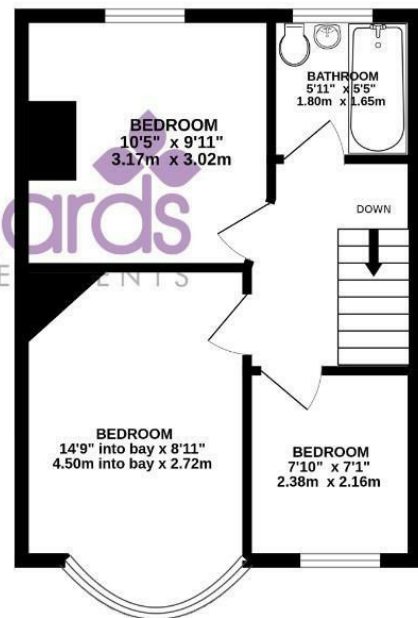 BATHROOM
5'11" x 5'5"
1.80m x 1.65m
BEDROOM
10'5" x 9'11"
3.17m x 3.02m
DOWN
ards
ENTS
BEDROOM
14'9" into bay x 8'11"
4.50m into bay x 2.72m
BEDROOM
7'10" x 7'1"
2.38m x 2.16m